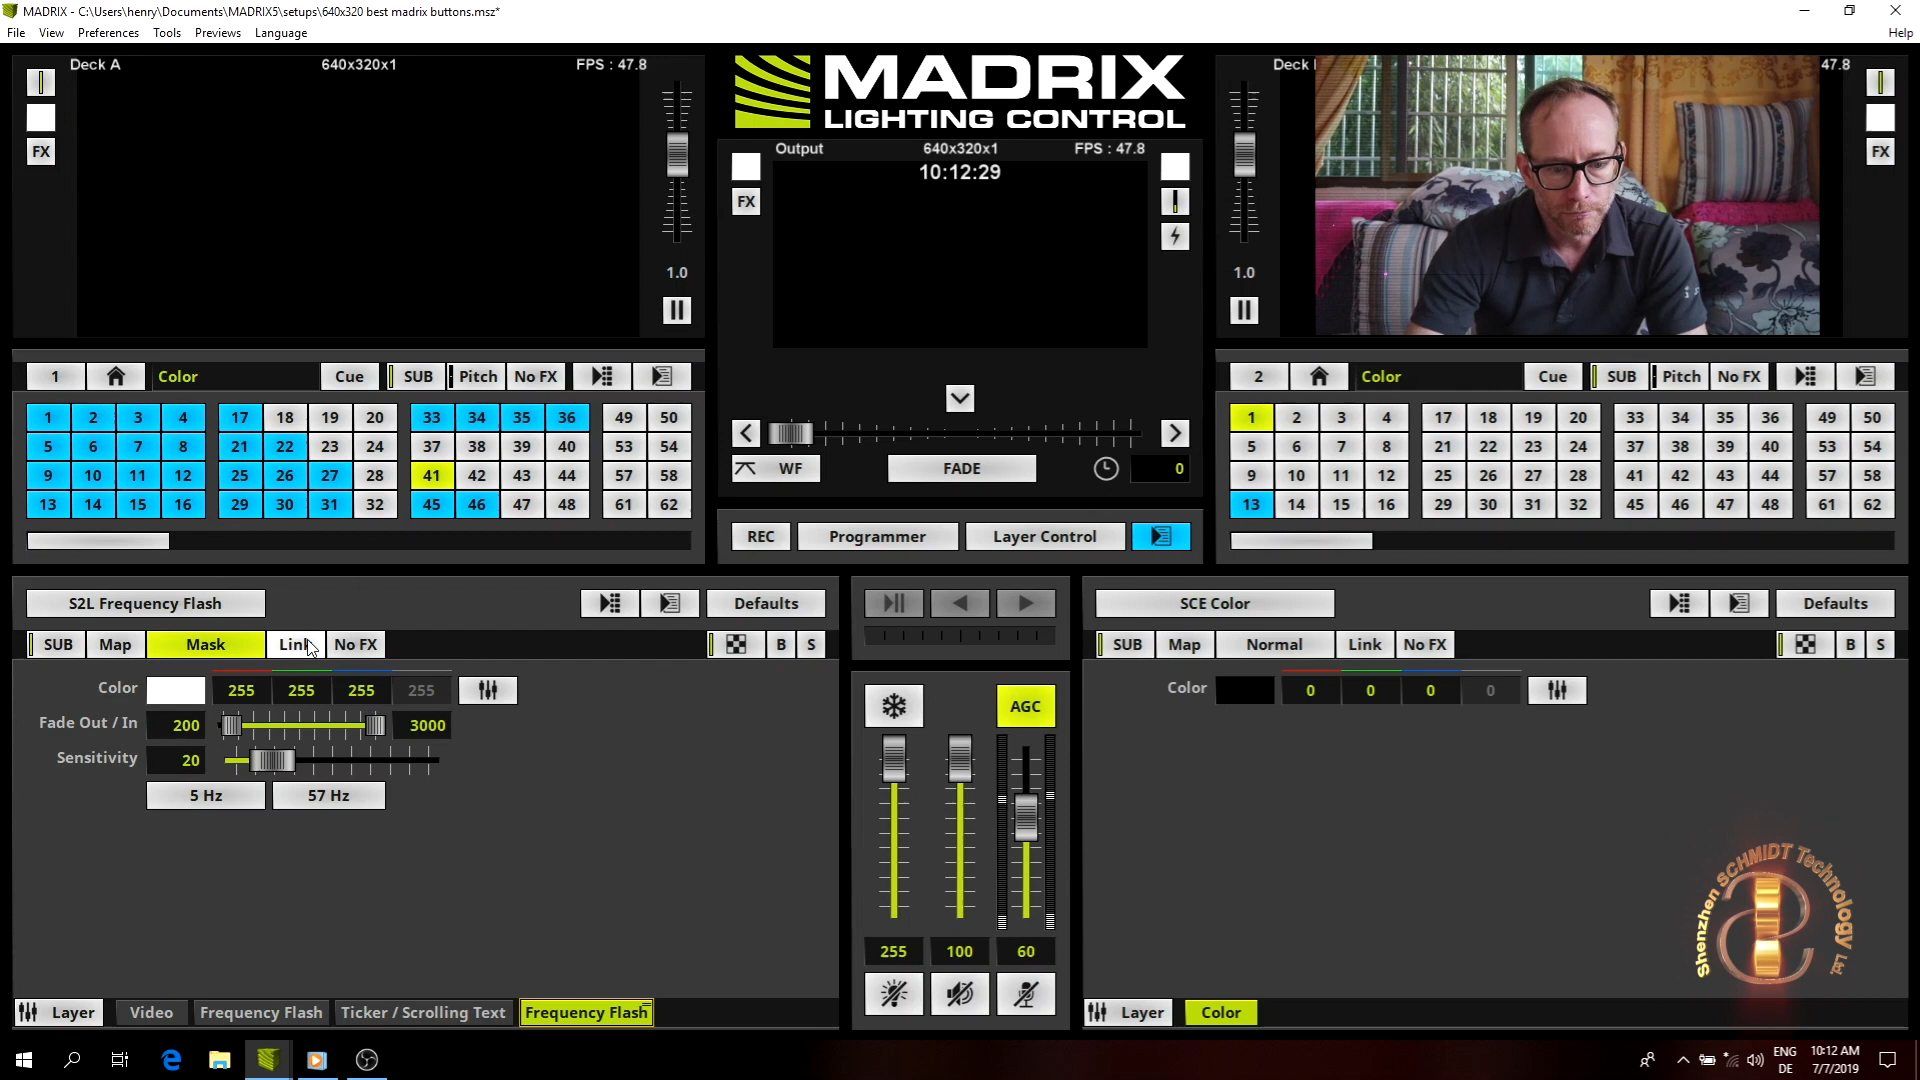 MADRIX - C:\Users\henry\Documents\MADRIX5\setups\640x320 best madrix buttons.msz*
File View Preferences Tools Previews Language Help
Deck A 640x320x1 FPS : 47.8
FX
1.0
MADRIX
LIGHTING CONTROL
Output 640x320x1 FPS : 47.8
10:12:29
FX
Deck 47.8
FX
1.0
1 Color Cue SUB Pitch No FX
1 2 3 4 17 18 19 20 33 34 35 36 49 50
5 6 7 8 21 22 23 24 37 38 39 40 53 54
9 10 11 12 25 26 27 28 41 42 43 44 57 58
13 14 15 16 29 30 31 32 45 46 47 48 61 62
WF FADE 0
REC Programmer Layer Control
2 Color Cue SUB Pitch No FX
1 2 3 4 17 18 19 20 33 34 35 36 49 50
5 6 7 8 21 22 23 24 37 38 39 40 53 54
9 10 11 12 25 26 27 28 41 42 43 44 57 58
13 14 15 16 29 30 31 32 45 46 47 48 61 62
S2L Frequency Flash Defaults
SUB Map Mask Link No FX B S
Color 255 255 255 255
Fade Out / In 200 3000
Sensitivity 20
5 Hz 57 Hz
Layer Video Frequency Flash Ticker / Scrolling Text Frequency Flash
AGC
255 100 60
SCE Color Defaults
SUB Map Normal Link No FX B S
Color 0 0 0 0
Shenzhen SCHMIDT Technology Ltd.
Layer Color
ENG
DE
10:12 AM
7/7/2019